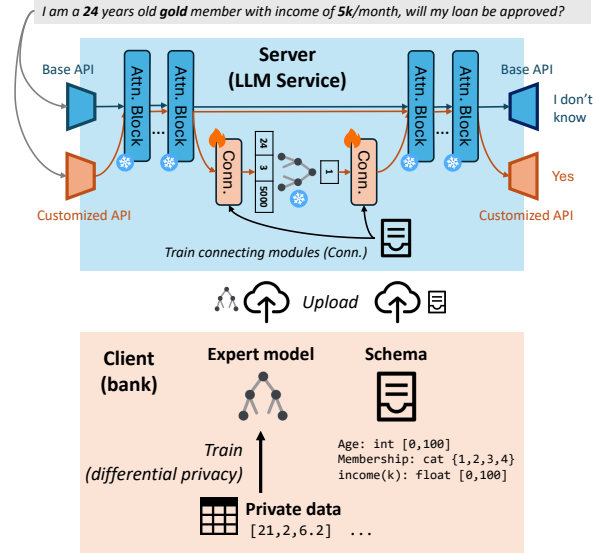 I am a 24 years old gold member with income of 5k/month, will my loan be approved?
Server
(LLM Service)
Base API
Base API
Attn. Block
Attn. Block
Attn. Block
Attn. Block
...
...
I don't
know
Conn.
24
3
5000
1
Conn.
Customized API
Yes
Customized API
Train connecting modules (Conn.)
Upload
Client
(bank)
Expert model
Schema
Train
(differential privacy)
Age: int [0,100]
Membership: cat {1,2,3,4}
income(k): float [0,100]
Private data
[21,2,6.2] ...